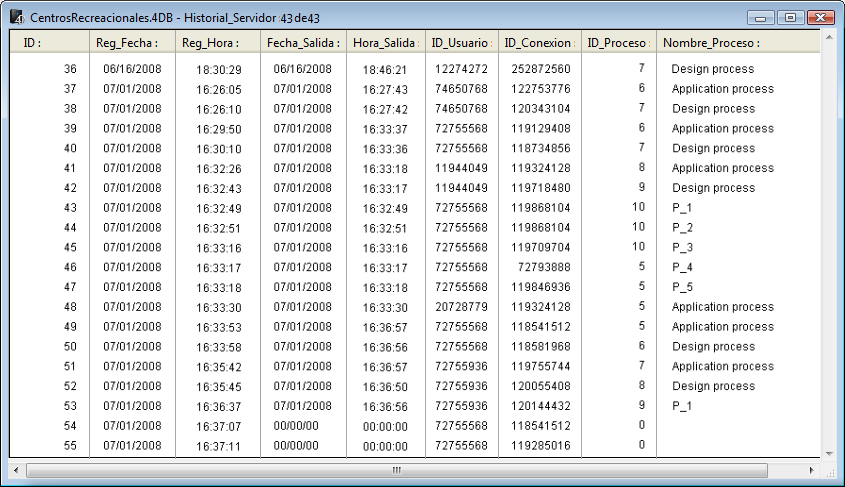 CentrosRecreacionales.4DB - Historial_Servidor :43 de 43
ID : Reg_Fecha : Reg_Hora : Fecha_Salida : Hora_Salida : ID_Usuario : ID_Conexion : ID_Proceso : Nombre_Proceso :
36 06/16/2008 18:30:29 06/16/2008 18:46:21 12274272 252872560 7 Design process
37 07/01/2008 16:26:05 07/01/2008 16:27:43 74650768 122753776 6 Application process
38 07/01/2008 16:26:10 07/01/2008 16:27:42 74650768 120343104 7 Design process
39 07/01/2008 16:29:50 07/01/2008 16:33:37 72755568 119129408 6 Application process
40 07/01/2008 16:30:10 07/01/2008 16:33:36 72755568 118734856 7 Design process
41 07/01/2008 16:32:26 07/01/2008 16:33:18 11944049 119324128 8 Application process
42 07/01/2008 16:32:43 07/01/2008 16:33:17 11944049 119718480 9 Design process
43 07/01/2008 16:32:49 07/01/2008 16:32:49 72755568 119868104 10 P_1
44 07/01/2008 16:32:51 07/01/2008 16:32:51 72755568 119868104 10 P_2
45 07/01/2008 16:33:16 07/01/2008 16:33:16 72755568 119709704 10 P_3
46 07/01/2008 16:33:17 07/01/2008 16:33:17 72755568 72793888 5 P_4
47 07/01/2008 16:33:18 07/01/2008 16:33:18 72755568 119846936 5 P_5
48 07/01/2008 16:33:30 07/01/2008 16:33:30 20728779 119324128 5 Application process
49 07/01/2008 16:33:53 07/01/2008 16:36:57 72755568 118541512 5 Application process
50 07/01/2008 16:33:58 07/01/2008 16:36:56 72755568 118581968 6 Design process
51 07/01/2008 16:35:42 07/01/2008 16:36:57 72755936 119755744 7 Application process
52 07/01/2008 16:35:45 07/01/2008 16:36:50 72755936 120055408 8 Design process
53 07/01/2008 16:36:37 07/01/2008 16:36:56 72755936 120144432 9 P_1
54 07/01/2008 16:37:07 00/00/00 00:00:00 72755568 118541512 0
55 07/01/2008 16:37:11 00/00/00 00:00:00 72755568 119285016 0